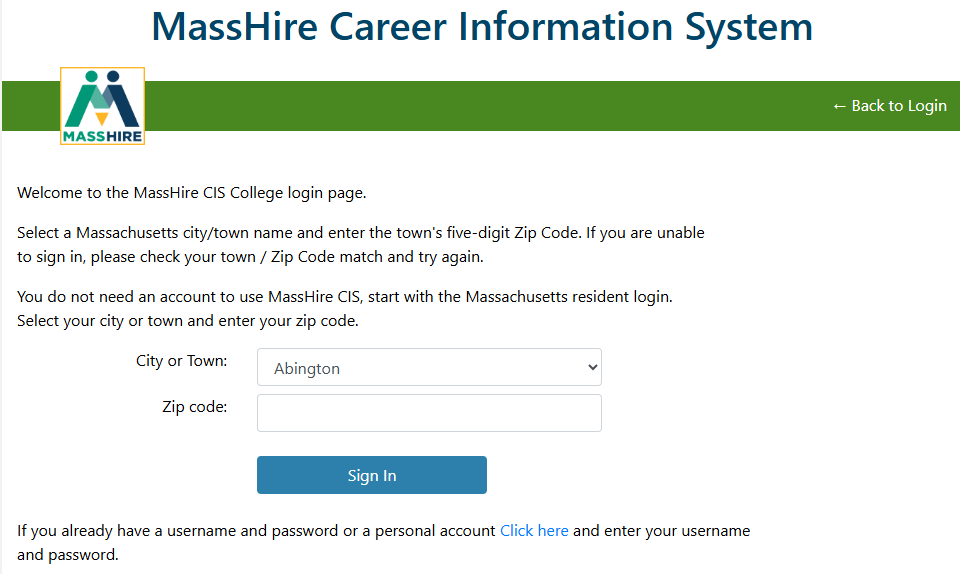 MassHire Career Information System
MASSHIRE
← Back to Login
Welcome to the MassHire CIS College login page.
Select a Massachusetts city/town name and enter the town's five-digit Zip Code. If you are unable
to sign in, please check your town / Zip Code match and try again.
You do not need an account to use MassHire CIS, start with the Massachusetts resident login.
Select your city or town and enter your zip code.
City or Town:
Abington
Zip code:
Sign In
If you already have a username and password or a personal account Click here and enter your username
and password.